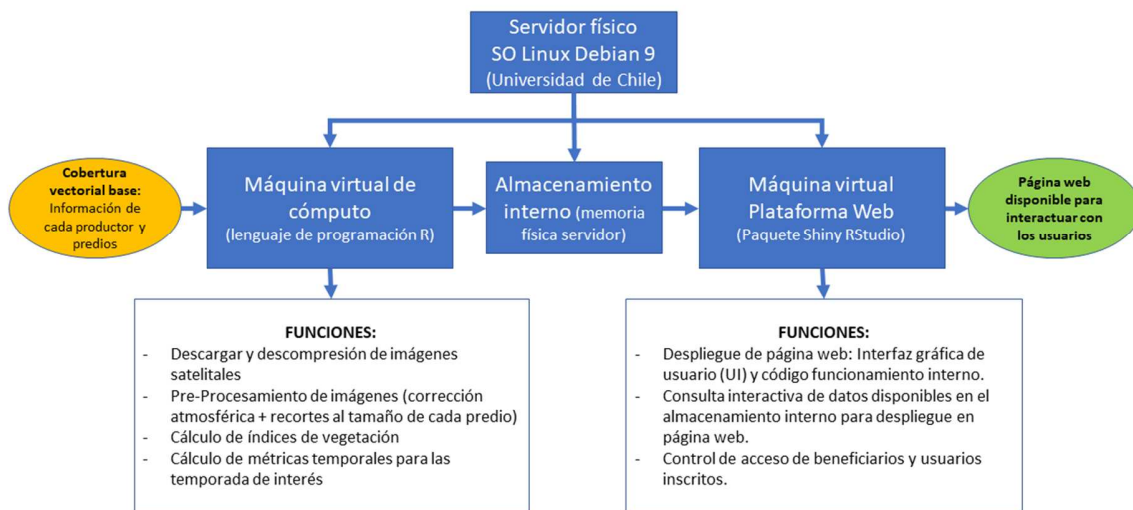 Servidor físico
SO Linux Debian 9
(Universidad de Chile)
Cobertura
vectorial base:
Información de
cada productor y
predios
Máquina virtual de
cómputo
(lenguaje de programación R)
Almacenamiento
interno (memoria
física servidor)
Máquina virtual
Plataforma Web
(Paquete Shiny RStudio)
Página web
disponible para
interactuar con
los usuarios
FUNCIONES:
- Descargar y descompresión de imágenes
satelitales
- Pre-Procesamiento de imágenes (corrección
atmosférica + recortes al tamaño de cada predio)
- Cálculo de índices de vegetación
- Cálculo de métricas temporales para las
temporada de interés
FUNCIONES:
- Despliegue de página web: Interfaz gráfica de
usuario (UI) y código funcionamiento interno.
- Consulta interactiva de datos disponibles en el
almacenamiento interno para despliegue en
página web.
- Control de acceso de beneficiarios y usuarios
inscritos.